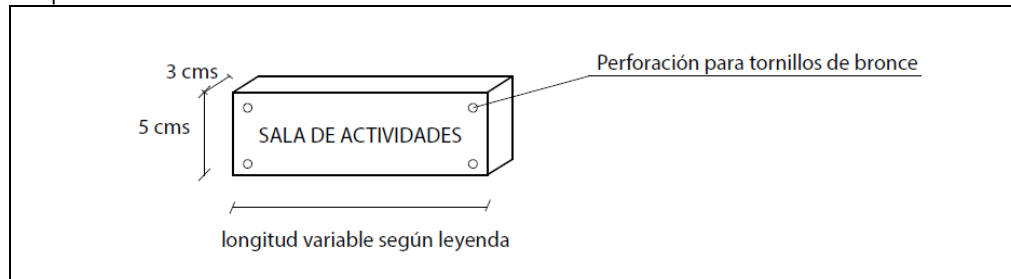 3 cms
Perforación para tornillos de bronce
5 cms
SALA DE ACTIVIDADES
longitud variable según leyenda